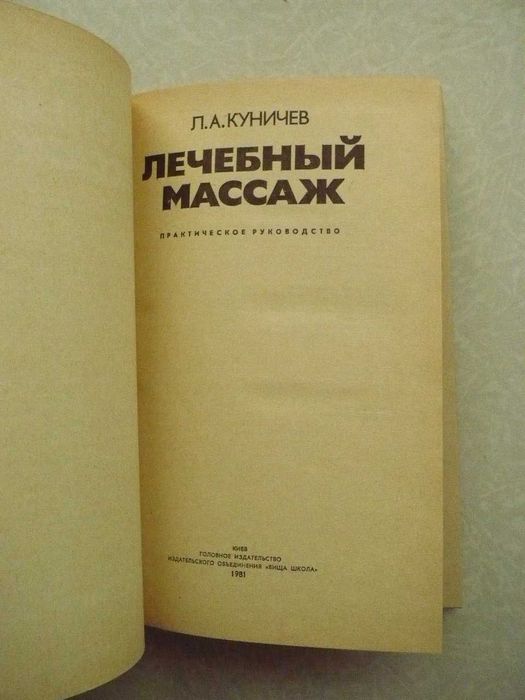 Л.А.КУНИЧЕВ
ЛЕЧЕБНЫЙ
МАССАЖ
ПРАКТИЧЕСКОЕ РУКОВОДСТВО
КИЕВ
ГОЛОВНОЕ ИЗДАТЕЛЬСТВО
ИЗДАТЕЛЬСКОГО ОБЪЕДИНЕНИЯ «ВИЩА ШКОЛА»
1981